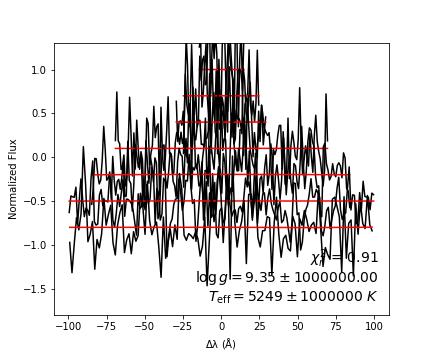 1.0
0.5
0.0
−0.5
−1.0
−1.5
Normalized Flux
χ²ᵣ = 0.91
log g = 9.35 ± 1000000.00
T_eff = 5249 ± 1000000 K
−100 −75 −50 −25 0 25 50 75 100
Δλ (Å)